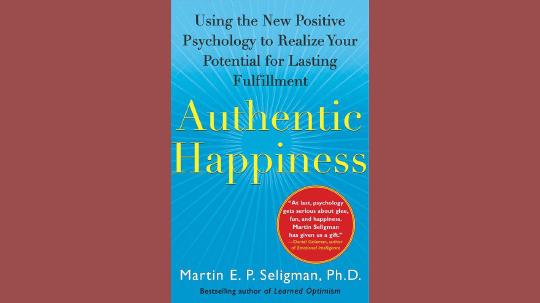 Using the New Positive
Psychology to Realize Your
Potential for Lasting
Fulfillment
Authentic
Happiness
"At last, psychology
gets serious about glee,
fun, and happiness.
Martin Seligman
has given us a gift."
—Daniel Goleman, author
of Emotional Intelligence
Martin E. P. Seligman, Ph.D.
Bestselling author of Learned Optimism